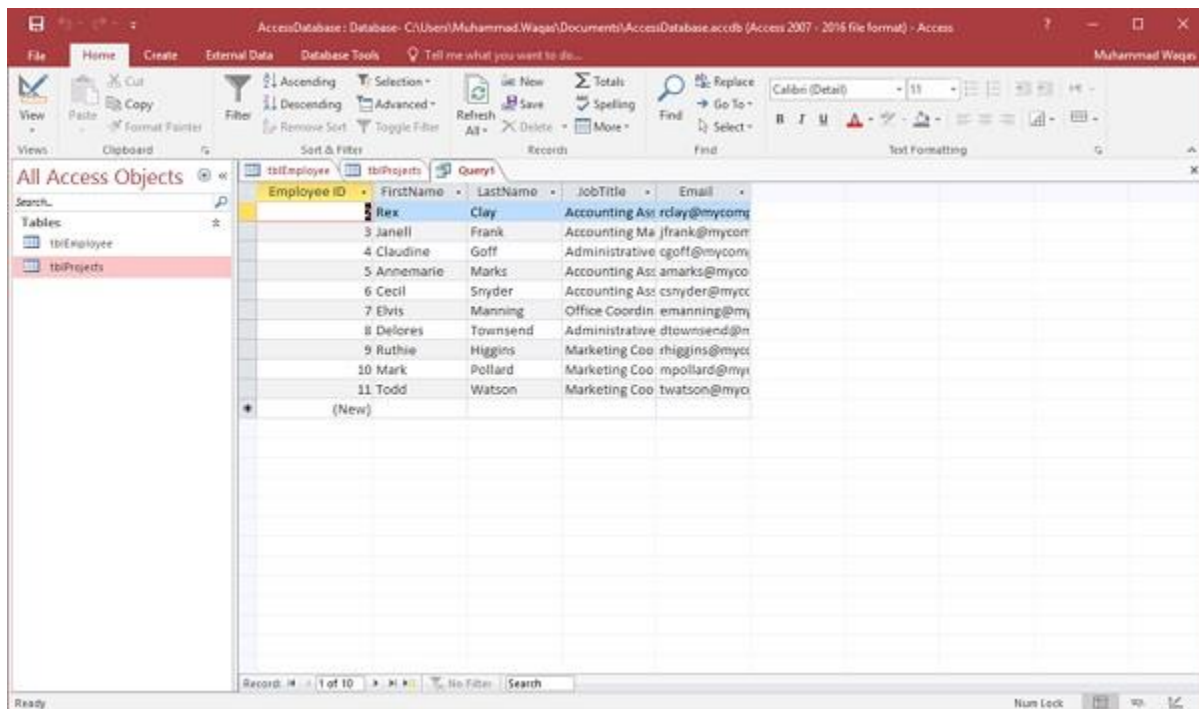 AccessDatabase : Database- C:\Users\Muhammad.Waqas\Documents\AccessDatabase.accdb (Access 2007 - 2016 file format) - Access
?
File Home Create External Data Database Tools Tell me what you want to do... Muhammad Waqas
View
Views
Paste
Cut
Copy
Format Painter
Clipboard
Filter
Ascending
Descending
Remove Sort
Selection
Advanced
Toggle Filter
Sort & Filter
Refresh All
New
Save
Delete
Totals
Spelling
More
Records
Find
Replace
Go To
Select
Find
Calibri (Detail) 11
B I U A
Text Formatting
All Access Objects
Search..
Tables
tblEmployee
tblProjects
tblEmployee tblProjects Query1
Employee ID FirstName LastName JobTitle Email
2 Rex Clay Accounting Ass rclay@mycomp
3 Janell Frank Accounting Ma jfrank@mycom
4 Claudine Goff Administrative cgoff@mycom
5 Annemarie Marks Accounting Ass amarks@myco
6 Cecil Snyder Accounting Ass csnyder@myco
7 Elvis Manning Office Coordin emanning@my
8 Delores Townsend Administrative dtownsend@m
9 Ruthie Higgins Marketing Coo rhiggins@myco
10 Mark Pollard Marketing Coo mpollard@my
11 Todd Watson Marketing Coo twatson@myc
(New)
Record: 1 of 10 No Filter Search
Ready Num Lock SQL